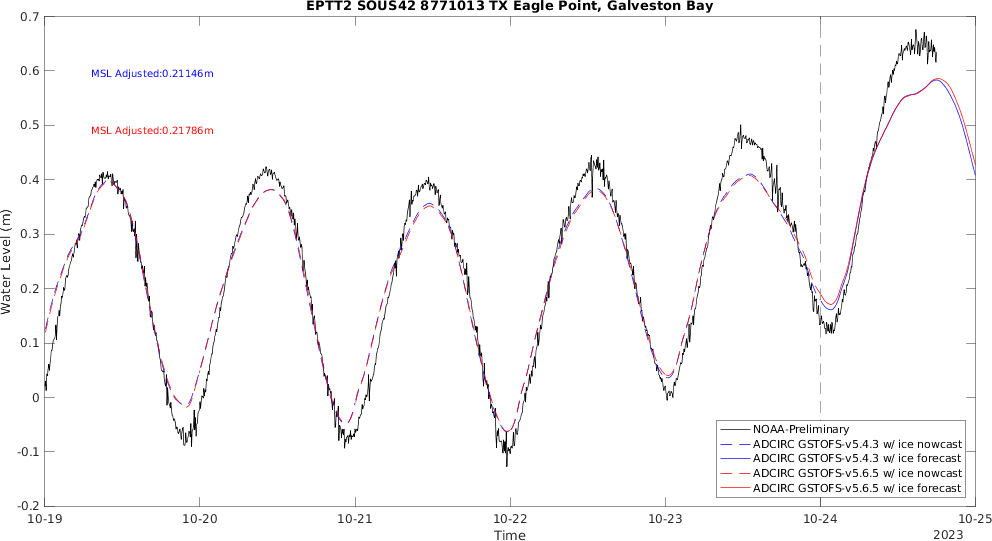 EPTT2 SOUS42 8771013 TX Eagle Point, Galveston Bay
0.7
0.6
0.5
0.4
0.3
0.2
0.1
0
-0.1
-0.2
Water Level (m)
MSL Adjusted:0.21146m
MSL Adjusted:0.21786m
NOAA-Preliminary
ADCIRC GSTOFS-v5.4.3 w/ ice nowcast
ADCIRC GSTOFS-v5.4.3 w/ ice forecast
ADCIRC GSTOFS-v5.6.5 w/ ice nowcast
ADCIRC GSTOFS-v5.6.5 w/ ice forecast
10-19 10-20 10-21 10-22 10-23 10-24 10-25
Time
2023